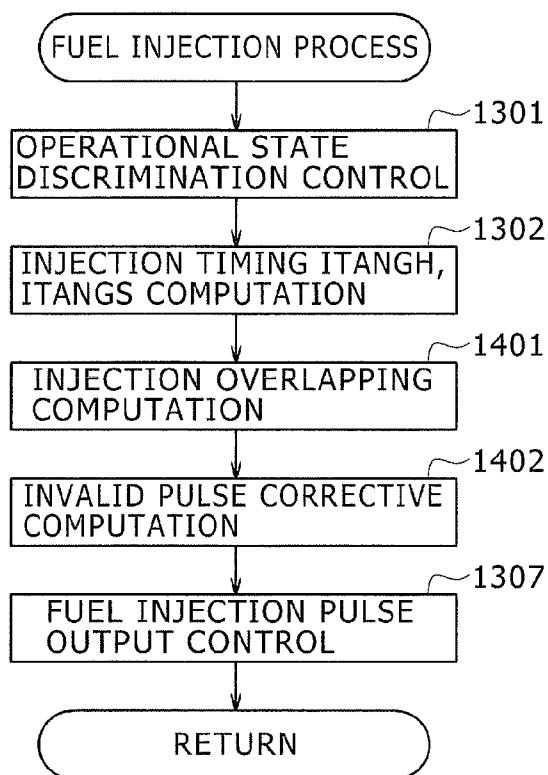 FUEL INJECTION PROCESS
1301
OPERATIONAL STATE
DISCRIMINATION CONTROL
1302
INJECTION TIMING ITANGH,
ITANGS COMPUTATION
1401
INJECTION OVERLAPPING
COMPUTATION
1402
INVALID PULSE CORRECTIVE
COMPUTATION
1307
FUEL INJECTION PULSE
OUTPUT CONTROL
RETURN